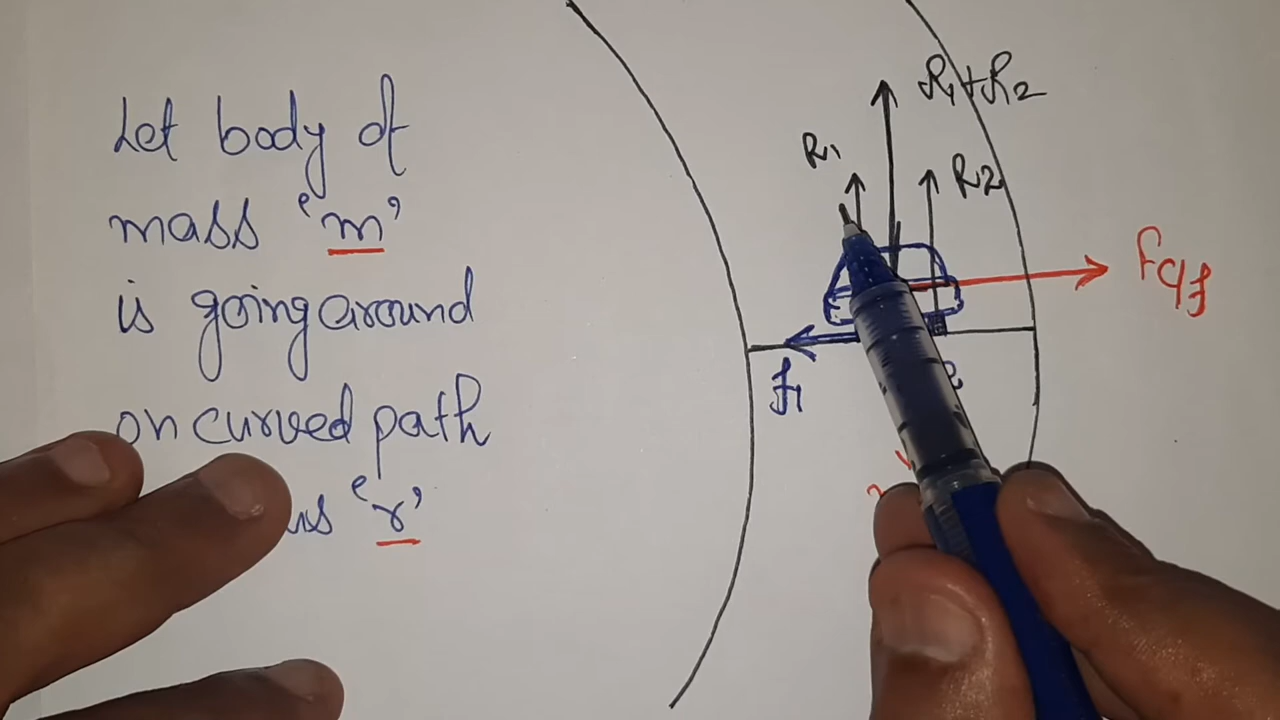 Let body of
mass 'm'
is going around
on curved path
'r'
R1+R2
R1
R2
Fcf
f1